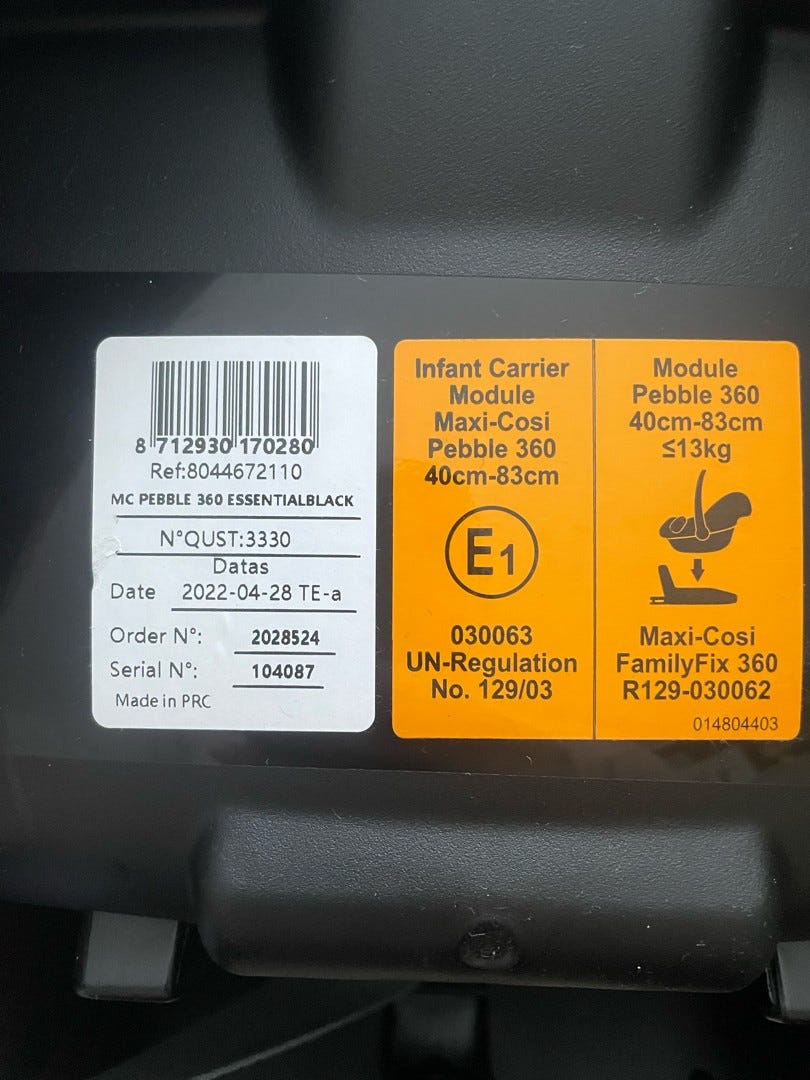 8 712930 170280
Ref:8044672110
MC PEBBLE 360 ESSENTIALBLACK
N°QUST:3330
Datas
Date 2022-04-28 TE-a
Order N°: 2028524
Serial N°: 104087
Made in PRC
Infant Carrier
Module
Maxi-Cosi
Pebble 360
40cm-83cm
E1
030063
UN-Regulation
No. 129/03
Module
Pebble 360
40cm-83cm
≤13kg
Maxi-Cosi
FamilyFix 360
R129-030062
014804403